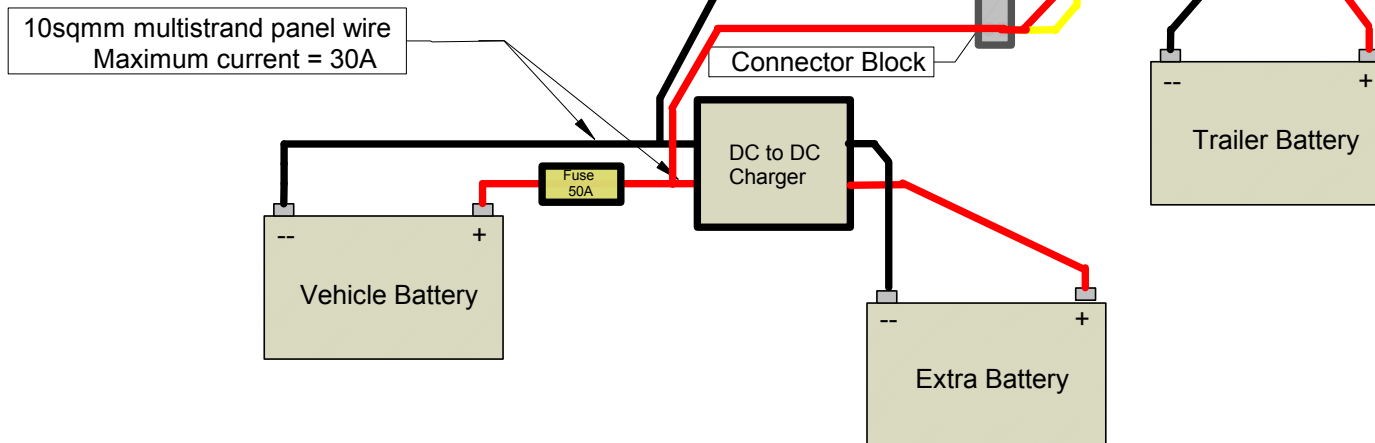 10sqmm multistrand panel wire
Maximum current = 30A
Connector Block
-- +
Trailer Battery
DC to DC
Charger
Fuse
50A
-- +
Vehicle Battery
-- +
Extra Battery